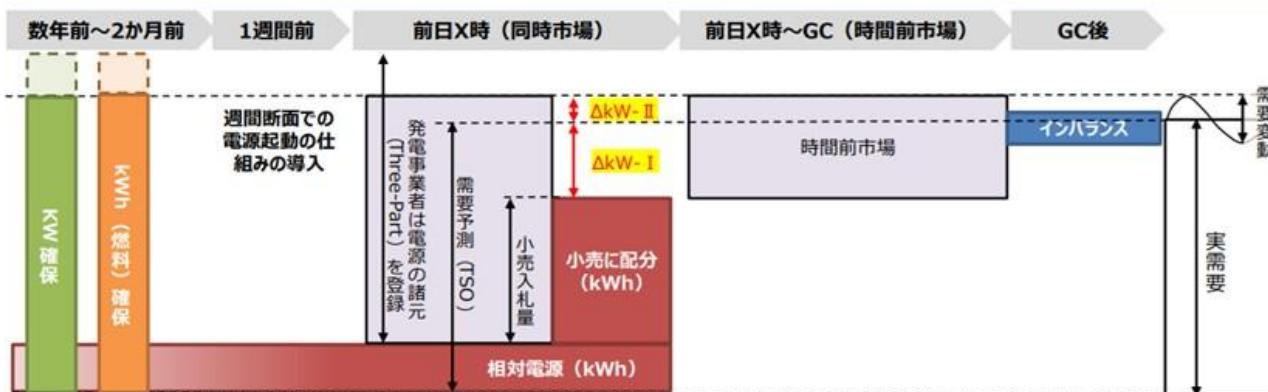 数年前～2か月前
1週間前
前日X時（同時市場）
前日X時～GC（時間前市場）
GC後
KW確保
kWh（燃料）確保
週間断面での
電源起動の仕
組みの導入
発電事業者は電源の諸元
(Three-Part）を登録
需要予測（TSO）
小売入札量
ΔkW-Ⅱ
ΔkW-Ⅰ
小売に配分
（kWh）
時間前市場
インバランス
需要変動
実需要
相対電源（kWh）